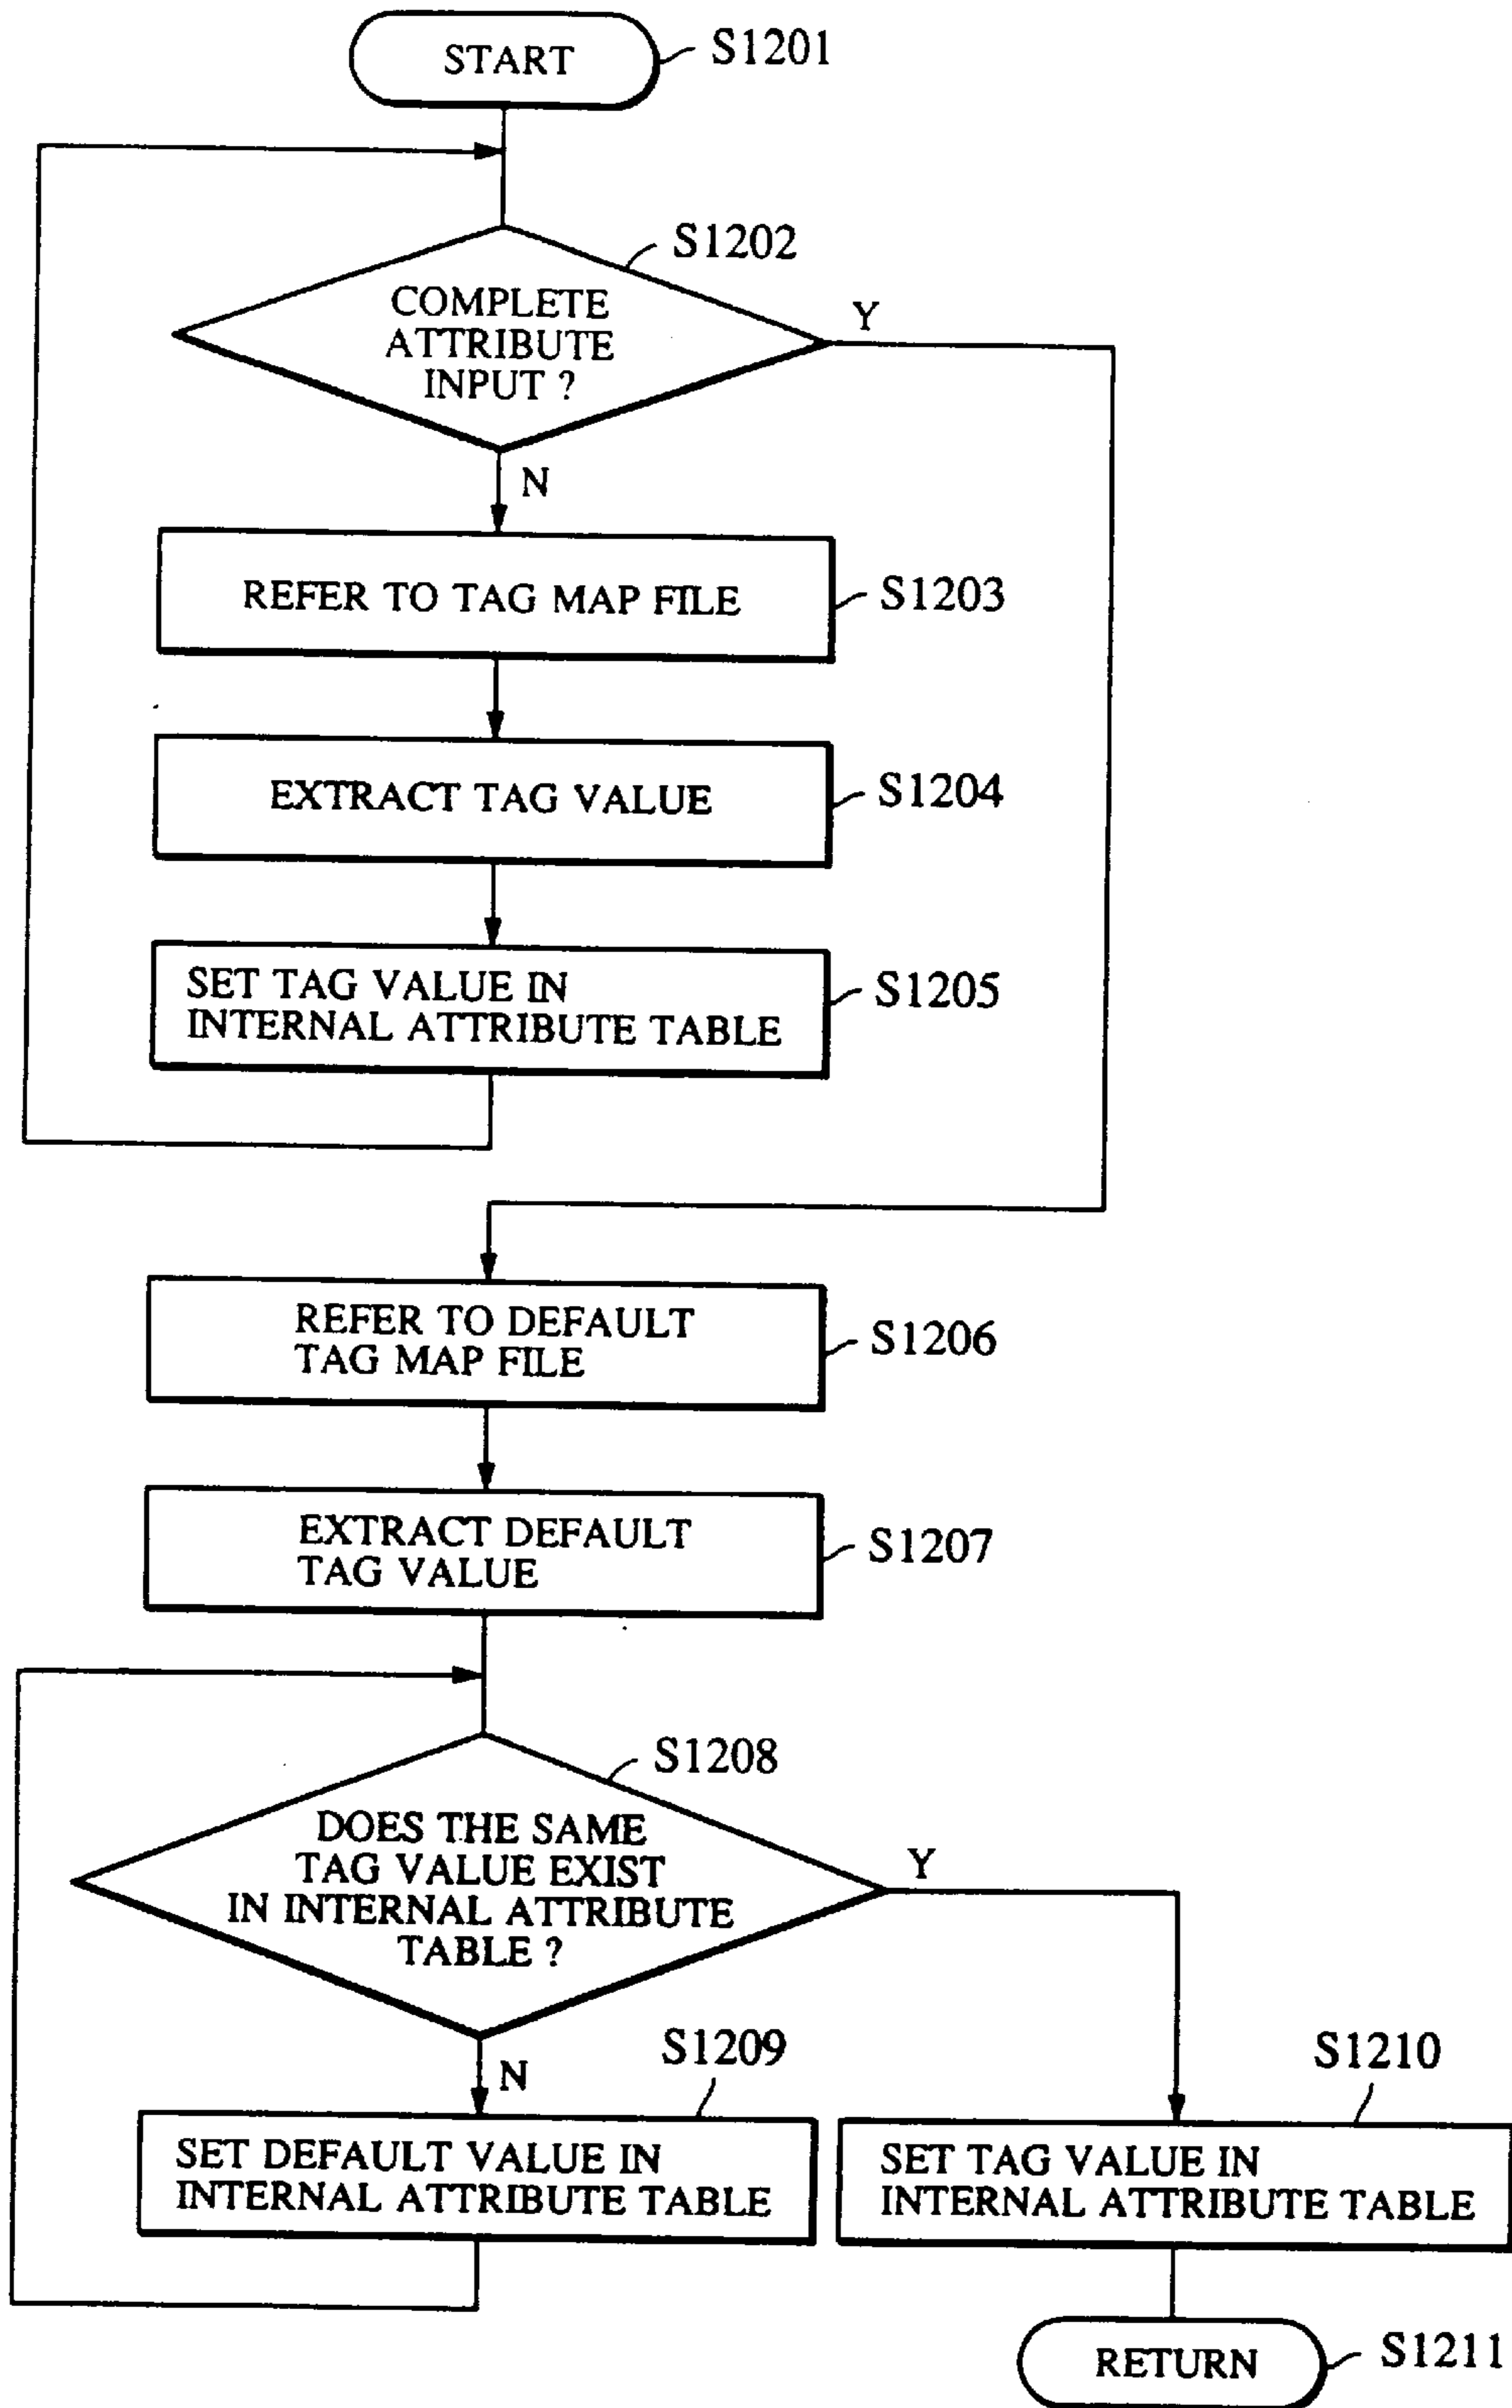 START
S1201
S1202
COMPLETE
ATTRIBUTE
INPUT ?
Y
N
REFER TO TAG MAP FILE
S1203
EXTRACT TAG VALUE
S1204
SET TAG VALUE IN
INTERNAL ATTRIBUTE TABLE
S1205
REFER TO DEFAULT
TAG MAP FILE
S1206
EXTRACT DEFAULT
TAG VALUE
S1207
S1208
DOES THE SAME
TAG VALUE EXIST
IN INTERNAL ATTRIBUTE
TABLE ?
Y
N
S1209
SET DEFAULT VALUE IN
INTERNAL ATTRIBUTE TABLE
S1210
SET TAG VALUE IN
INTERNAL ATTRIBUTE TABLE
RETURN
S1211